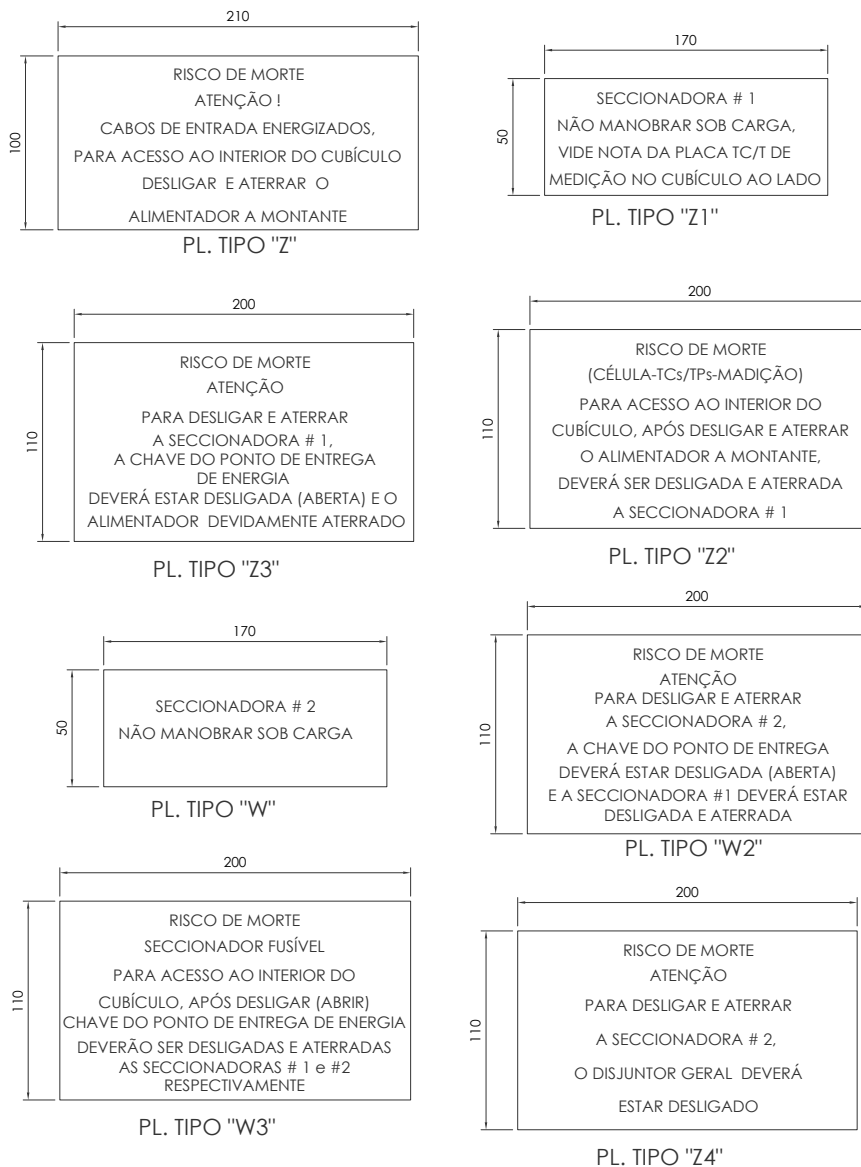 210
100
RISCO DE MORTE
ATENÇÃO !
CABOS DE ENTRADA ENERGIZADOS,
PARA ACESSO AO INTERIOR DO CUBÍCULO
DESLIGAR E ATERRAR O
ALIMENTADOR A MONTANTE
PL. TIPO "Z"
170
50
SECCIONADORA # 1
NÃO MANOBRAR SOB CARGA,
VIDE NOTA DA PLACA TC/T DE
MEDIÇÃO NO CUBÍCULO AO LADO
PL. TIPO "Z1"
200
110
RISCO DE MORTE
ATENÇÃO
PARA DESLIGAR E ATERRAR
A SECCIONADORA # 1,
A CHAVE DO PONTO DE ENTREGA
DE ENERGIA
DEVERÁ ESTAR DESLIGADA (ABERTA) E O
ALIMENTADOR DEVIDAMENTE ATERRADO
PL. TIPO "Z3"
200
110
RISCO DE MORTE
(CÉLULA-TCs/TPs-MADIÇÃO)
PARA ACESSO AO INTERIOR DO
CUBÍCULO, APÓS DESLIGAR E ATERRAR
O ALIMENTADOR A MONTANTE,
DEVERÁ SER DESLIGADA E ATERRADA
A SECCIONADORA # 1
PL. TIPO "Z2"
170
50
SECCIONADORA # 2
NÃO MANOBRAR SOB CARGA
PL. TIPO "W"
200
110
RISCO DE MORTE
ATENÇÃO
PARA DESLIGAR E ATERRAR
A SECCIONADORA # 2,
A CHAVE DO PONTO DE ENTREGA
DEVERÁ ESTAR DESLIGADA (ABERTA)
E A SECCIONADORA #1 DEVERÁ ESTAR
DESLIGADA E ATERRADA
PL. TIPO "W2"
200
110
RISCO DE MORTE
SECCIONADOR FUSÍVEL
PARA ACESSO AO INTERIOR DO
CUBÍCULO, APÓS DESLIGAR (ABRIR)
CHAVE DO PONTO DE ENTREGA DE ENERGIA
DEVERÃO SER DESLIGADAS E ATERRADAS
AS SECCIONADORAS # 1 e #2
RESPECTIVAMENTE
PL. TIPO "W3"
200
110
RISCO DE MORTE
ATENÇÃO
PARA DESLIGAR E ATERRAR
A SECCIONADORA # 2,
O DISJUNTOR GERAL DEVERÁ
ESTAR DESLIGADO
PL. TIPO "Z4"